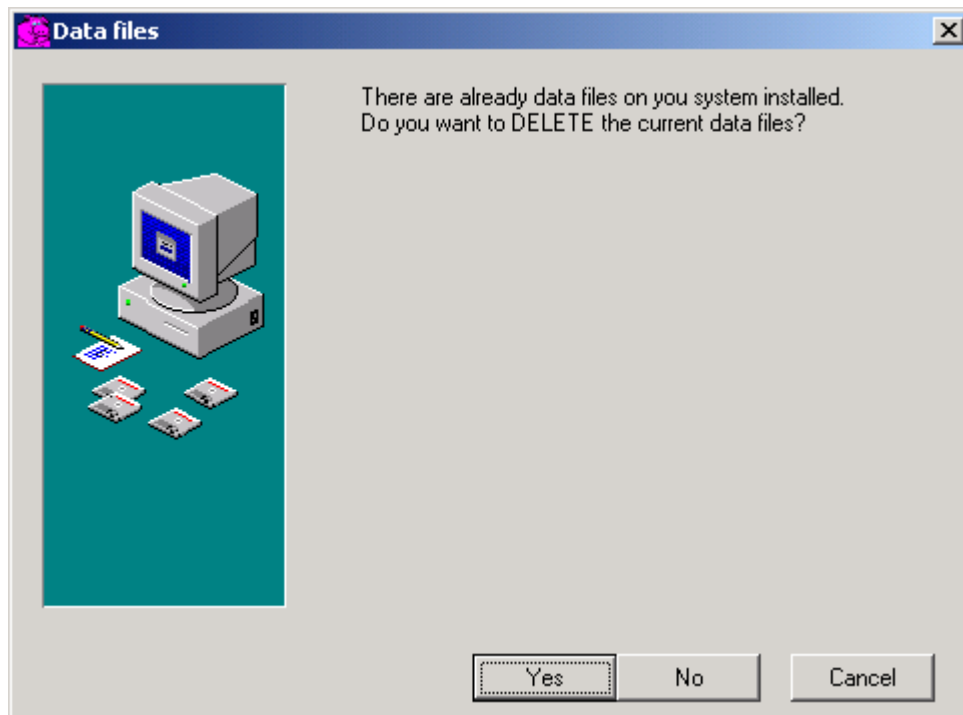 Data files
There are already data files on you system installed.
Do you want to DELETE the current data files?
Yes
No
Cancel